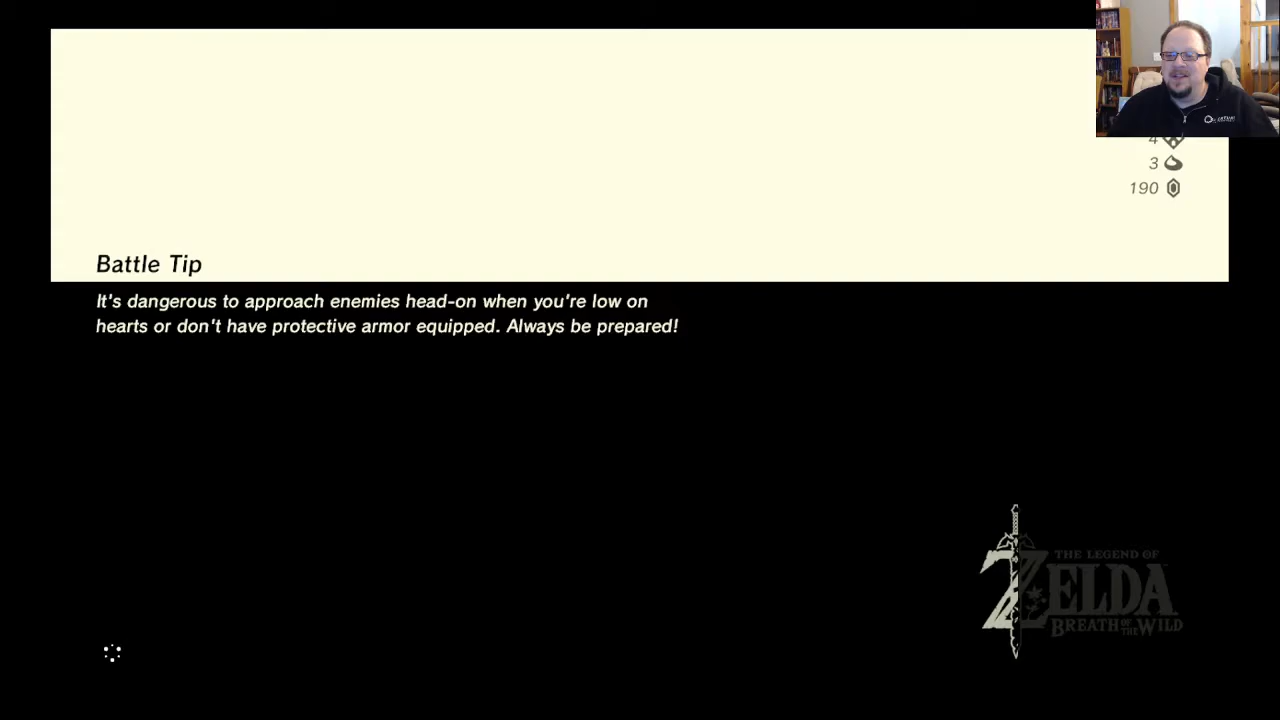 4
3
190
Battle Tip
It's dangerous to approach enemies head-on when you're low on
hearts or don't have protective armor equipped. Always be prepared!
THE LEGEND OF
ZELDA
BREATH OF THE WILD